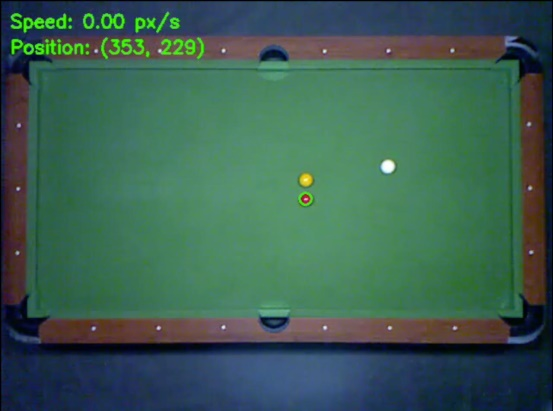 Speed: 0.00 px/s
Position: (353, 229)